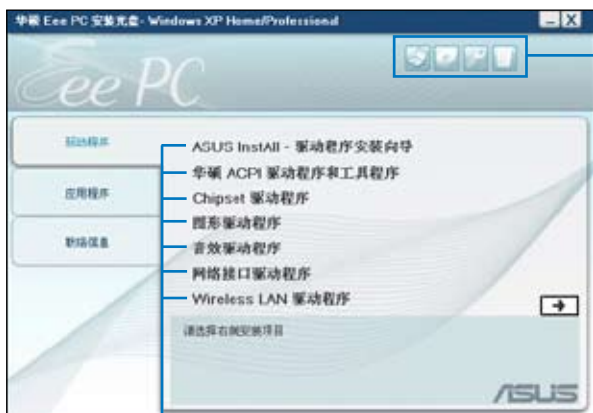 华硕 Eee PC 安装光盘- Windows XP Home/Professional
Eee PC
驱动程序
应用程序
联络信息
ASUS InstAll - 驱动程序安装向导
华硕 ACPI 驱动程序和工具程序
Chipset 驱动程序
图形驱动程序
音效驱动程序
网络接口驱动程序
Wireless LAN 驱动程序
请选择右侧安装项目
ASUS